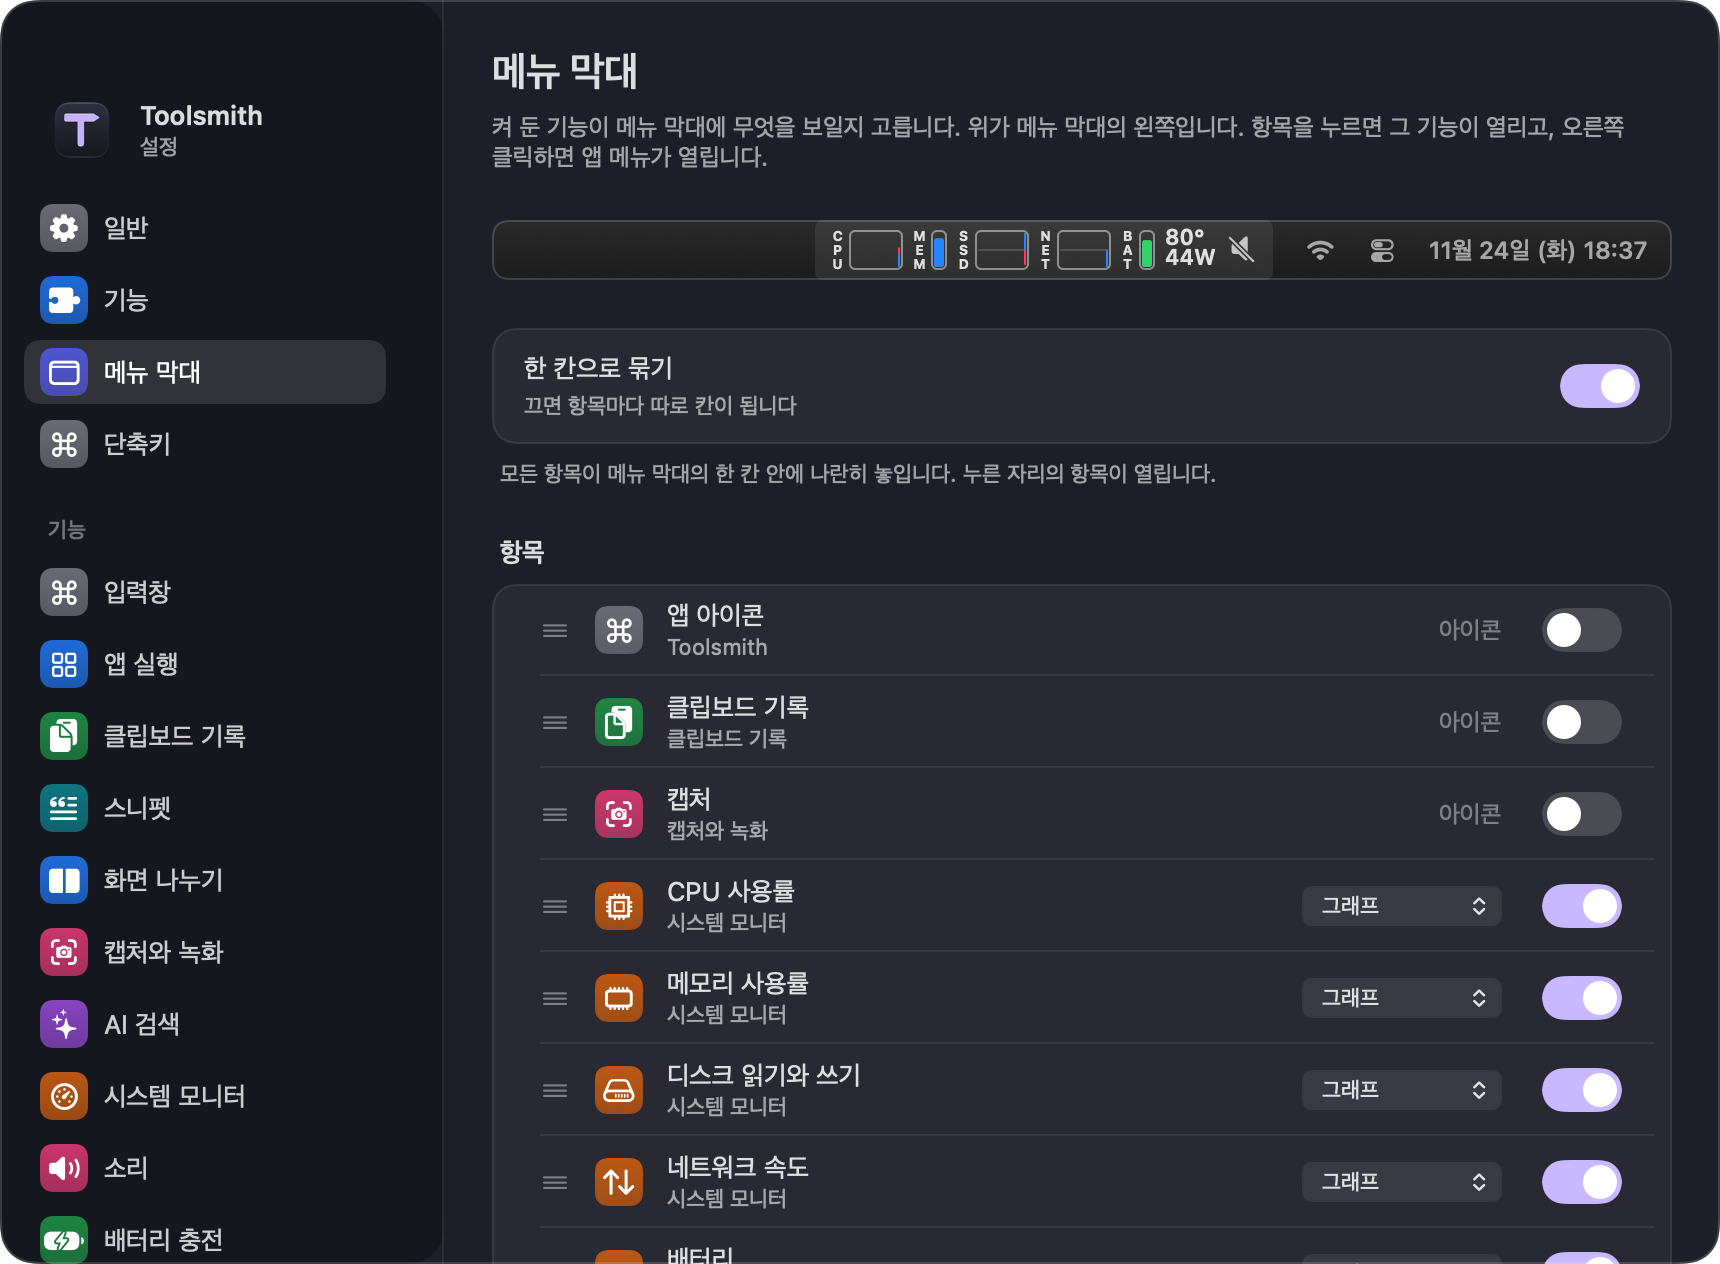 Toolsmith
설정
일반
기능
메뉴 막대
단축키
기능
입력창
앱 실행
클립보드 기록
스니펫
화면 나누기
캡처와 녹화
AI 검색
시스템 모니터
소리
배터리 충전
메뉴 막대
켜 둔 기능이 메뉴 막대에 무엇을 보일지 고릅니다. 위가 메뉴 막대의 왼쪽입니다. 항목을 누르면 그 기능이 열리고, 오른쪽
클릭하면 앱 메뉴가 열립니다.
CPU MEM SSD NET BAT 80° 44W 11월 24일 (화) 18:37
한 칸으로 묶기
끄면 항목마다 따로 칸이 됩니다
모든 항목이 메뉴 막대의 한 칸 안에 나란히 놓입니다. 누른 자리의 항목이 열립니다.
항목
앱 아이콘
Toolsmith
아이콘
클립보드 기록
클립보드 기록
아이콘
캡처
캡처와 녹화
아이콘
CPU 사용률
시스템 모니터
그래프
메모리 사용률
시스템 모니터
그래프
디스크 읽기와 쓰기
시스템 모니터
그래프
네트워크 속도
시스템 모니터
그래프
배터리